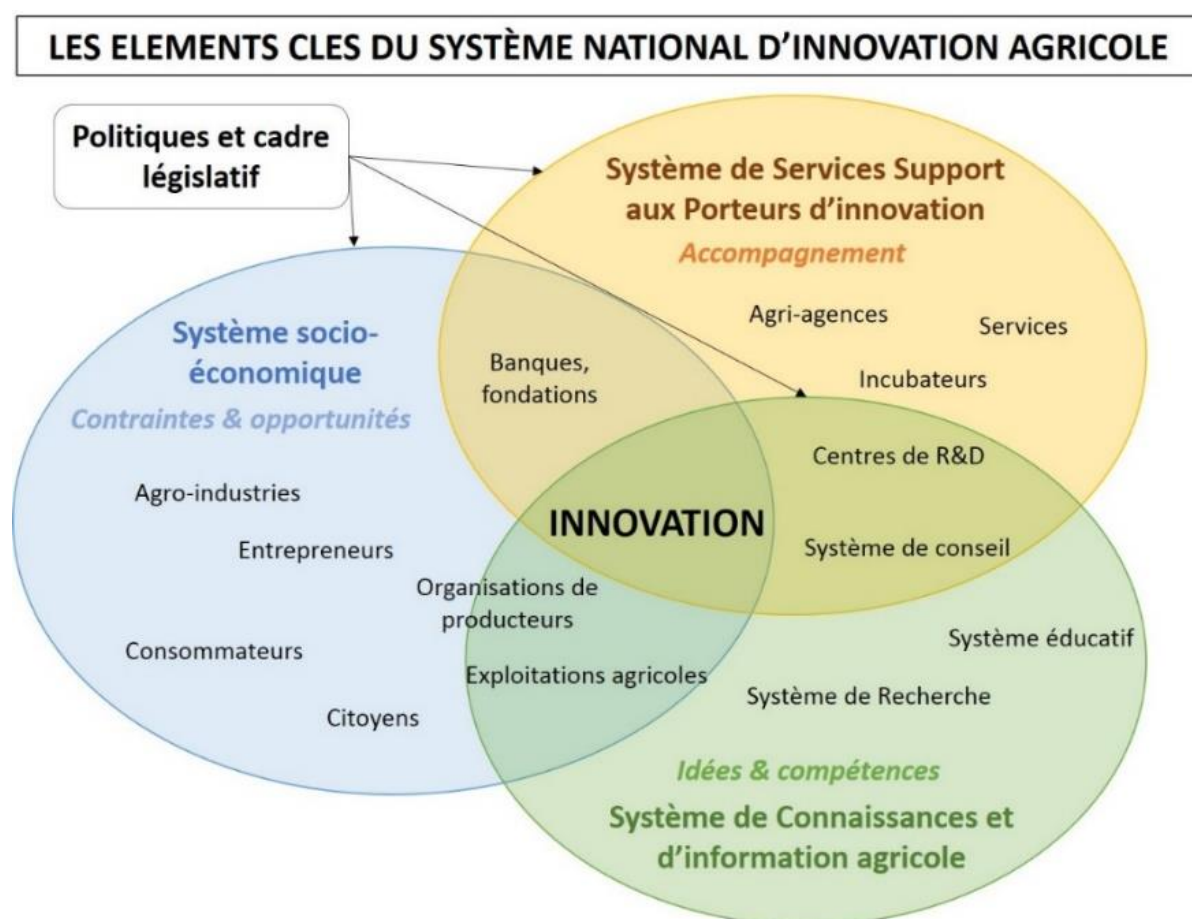 LES ELEMENTS CLES DU SYSTÈME NATIONAL D'INNOVATION AGRICOLE
Politiques et cadre
législatif
Système de Services Support
aux Porteurs d'innovation
Accompagnement
Agri-agences
Services
Incubateurs
Système socio-
économique
Contraintes & opportunités
Banques,
fondations
Agro-industries
Entrepreneurs
Consommateurs
Citoyens
Centres de R&D
INNOVATION
Système de conseil
Organisations de
producteurs
Exploitations agricoles
Système éducatif
Système de Recherche
Idées & compétences
Système de Connaissances et
d'information agricole